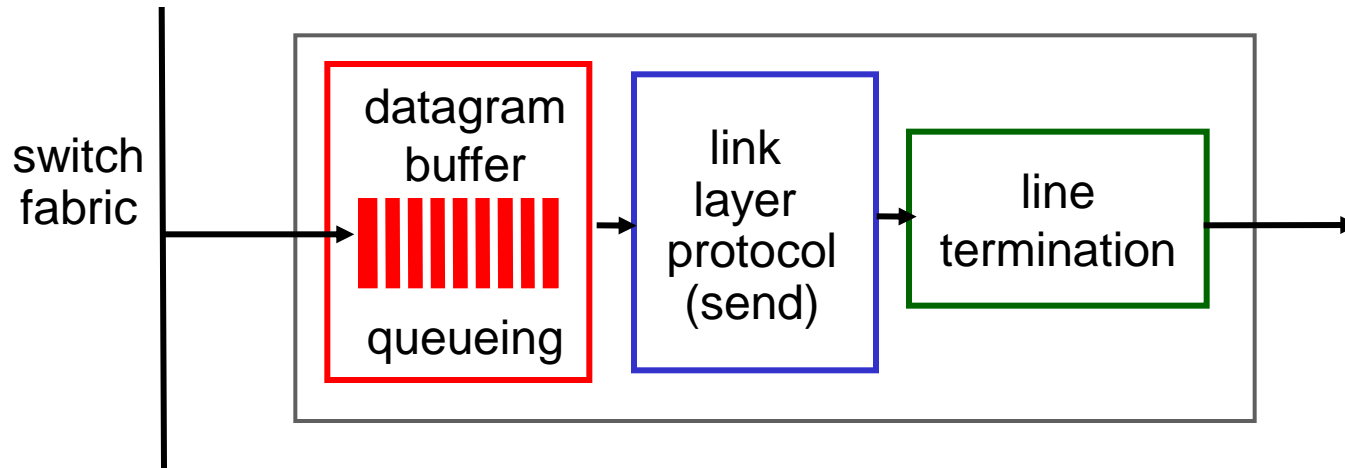 switch
fabric
datagram
buffer
queueing
link
layer
protocol
(send)
line
termination